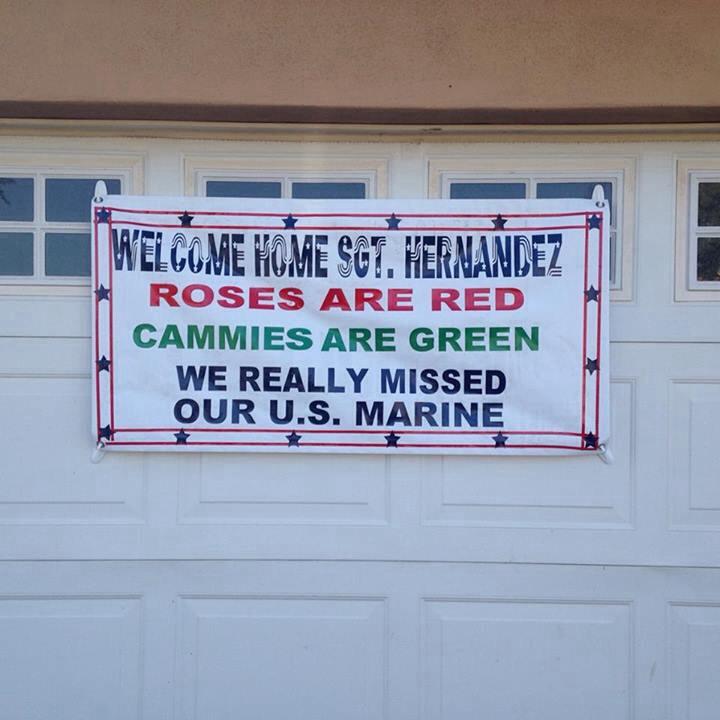 WELCOME HOME SGT. HERNANDEZ
ROSES ARE RED
CAMMIES ARE GREEN
WE REALLY MISSED
OUR U.S. MARINE